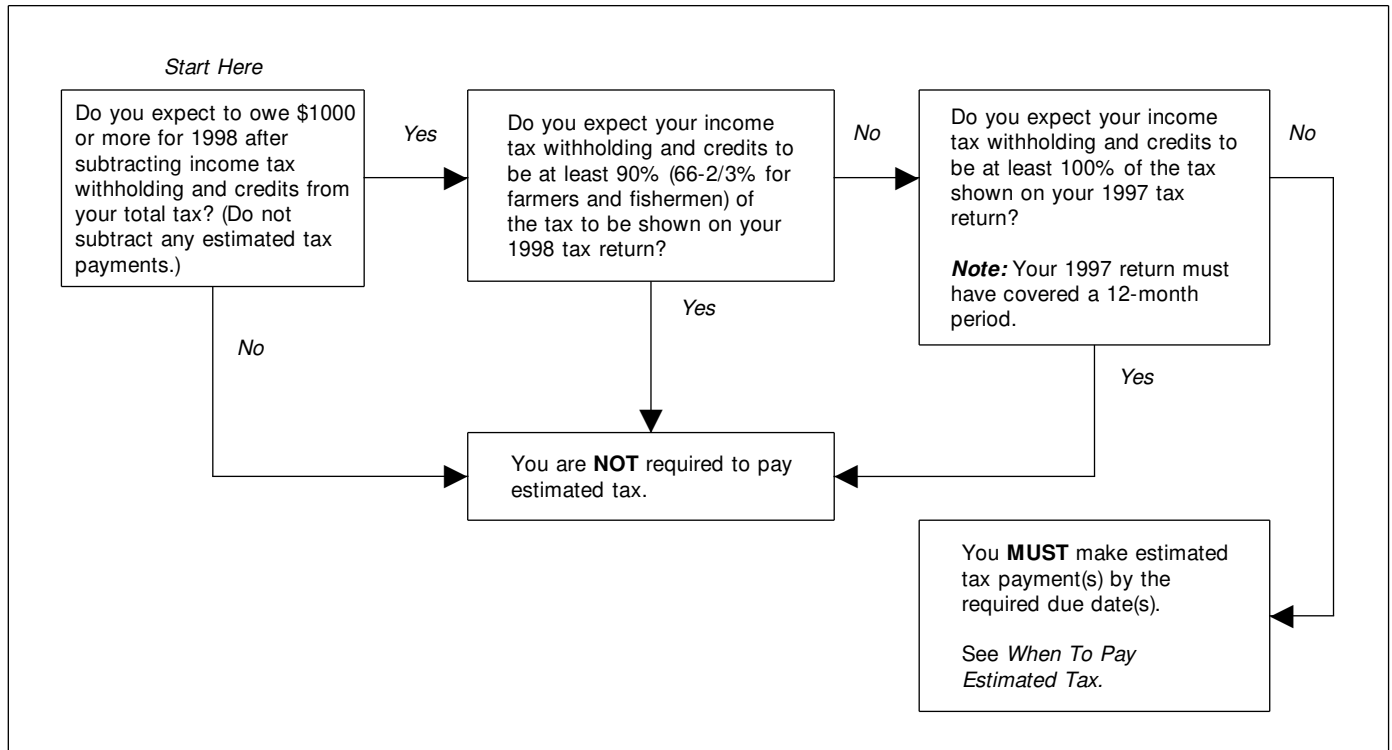 Start Here
Do you expect to owe $1000
or more for 1998 after
subtracting income tax
withholding and credits from
your total tax? (Do not
subtract any estimated tax
payments.)
Yes
No
Do you expect your income
tax withholding and credits to
be at least 90% (66-2/3% for
farmers and fishermen) of
the tax to be shown on your
1998 tax return?
No
Yes
Do you expect your income
tax withholding and credits to
be at least 100% of the tax
shown on your 1997 tax
return?
Note: Your 1997 return must
have covered a 12-month
period.
No
Yes
You are NOT required to pay
estimated tax.
You MUST make estimated
tax payment(s) by the
required due date(s).
See When To Pay
Estimated Tax.